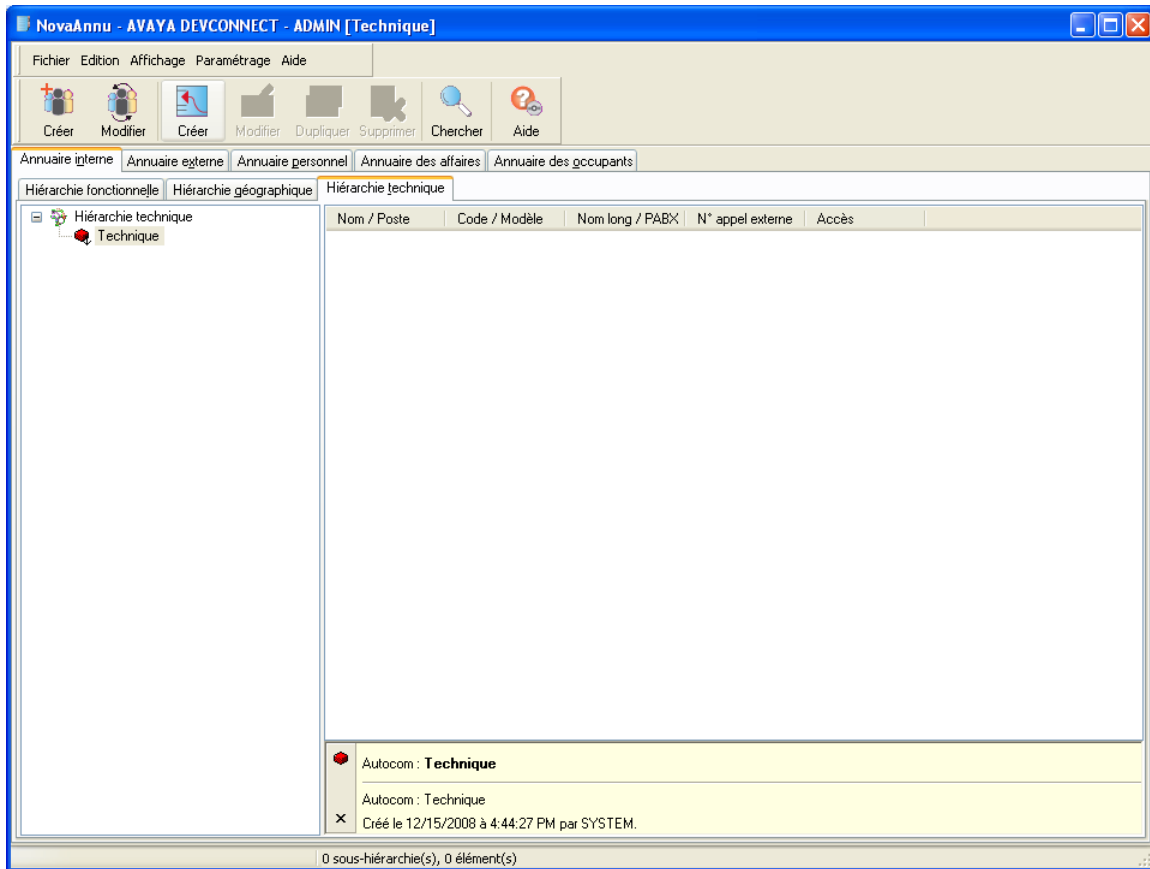 NovaAnnu - AVAYA DEVCONNECT - ADMIN [Technique]
Fichier Edition Affichage Paramétrage Aide
Créer Modifier Créer Modifier Dupliquer Supprimer Chercher Aide
Annuaire interne Annuaire externe Annuaire personnel Annuaire des affaires Annuaire des occupants
Hiérarchie fonctionnelle Hiérarchie géographique Hiérarchie technique
Hiérarchie technique
Technique
Nom / Poste Code / Modèle Nom long / PABX N° appel externe Accès
Autocom : Technique
Autocom : Technique
Créé le 12/15/2008 à 4:44:27 PM par SYSTEM.
0 sous-hiérarchie(s), 0 élément(s)